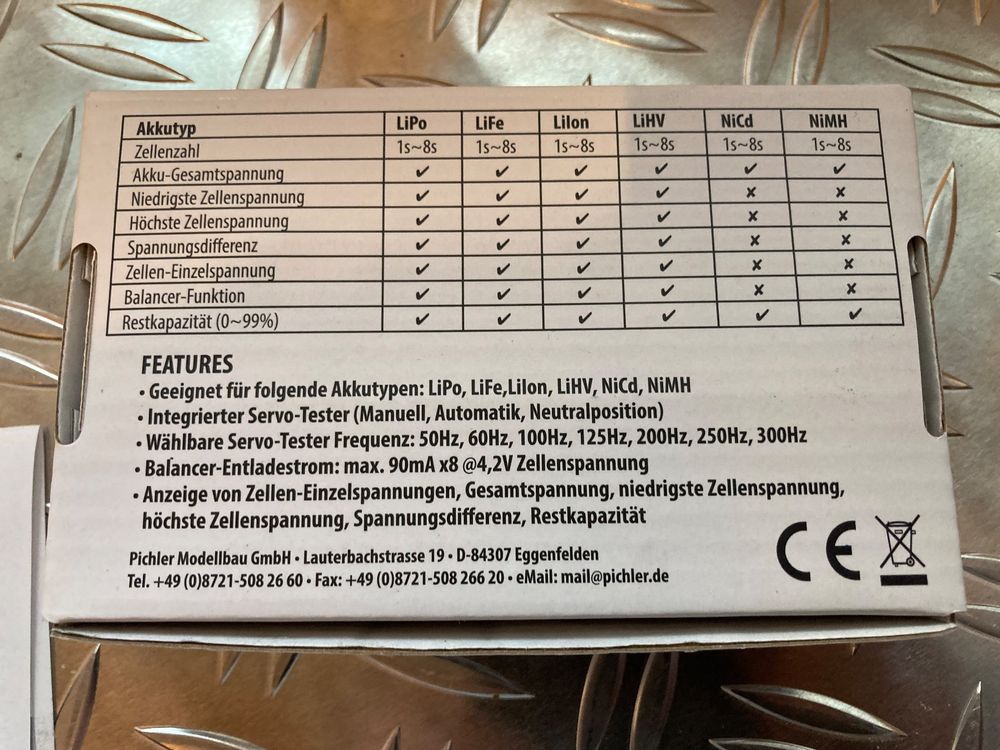 Akkutyp LiPo LiFe LiIon LiHV NiCd NiMH
Zellenzahl 1s~8s 1s~8s 1s~8s 1s~8s 1s~8s 1s~8s
Akku-Gesamtspannung ✔ ✔ ✔ ✔ ✔ ✔
Niedrigste Zellenspannung ✔ ✔ ✔ ✔ ✘ ✘
Höchste Zellenspannung ✔ ✔ ✔ ✔ ✘ ✘
Spannungsdifferenz ✔ ✔ ✔ ✔ ✘ ✘
Zellen-Einzelspannung ✔ ✔ ✔ ✔ ✘ ✘
Balancer-Funktion ✔ ✔ ✔ ✔ ✘ ✘
Restkapazität (0~99%) ✔ ✔ ✔ ✔ ✔ ✔
FEATURES
• Geeignet für folgende Akkutypen: LiPo, LiFe,LiIon, LiHV, NiCd, NiMH
• Integrierter Servo-Tester (Manuell, Automatik, Neutralposition)
• Wählbare Servo-Tester Frequenz: 50Hz, 60Hz, 100Hz, 125Hz, 200Hz, 250Hz, 300Hz
• Balancer-Entladestrom: max. 90mA x8 @4,2V Zellenspannung
• Anzeige von Zellen-Einzelspannungen, Gesamtspannung, niedrigste Zellenspannung,
höchste Zellenspannung, Spannungsdifferenz, Restkapazität
Pichler Modellbau GmbH • Lauterbachstrasse 19 • D-84307 Eggenfelden
Tel. +49 (0)8721-508 26 60 • Fax: +49 (0)8721-508 266 20 • eMail: mail@pichler.de
CE